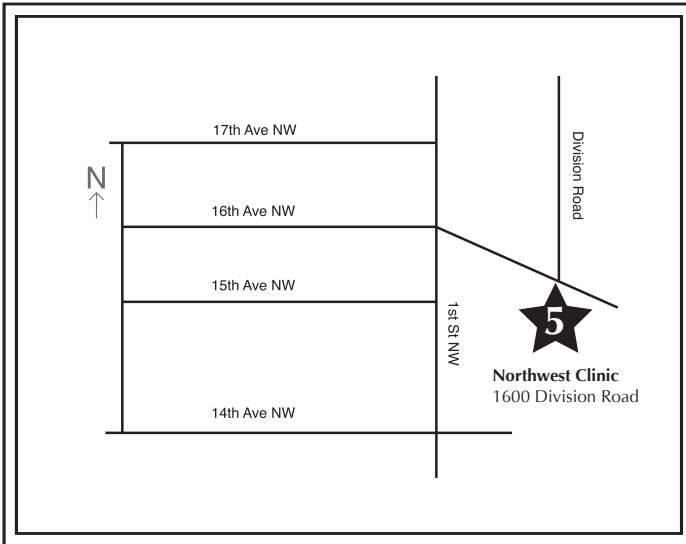 17th Ave NW
Division Road
N
16th Ave NW
15th Ave NW
1st St NW
5
Northwest Clinic
1600 Division Road
14th Ave NW